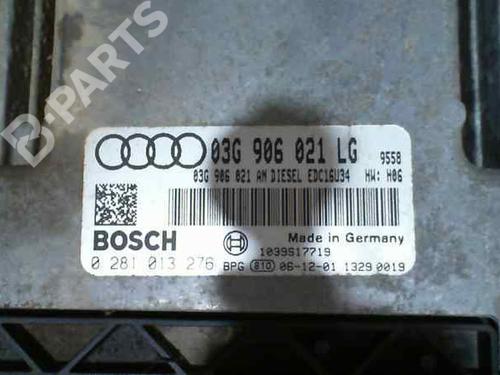 B-PARTS
03G 906 021 LG 9558
03G 906 021 AN DIESEL EDC16U34 HW: H06
BOSCH
Made in Germany
1039S17719
0 281 013 276 BPG 810 06-12-01 1329 0019